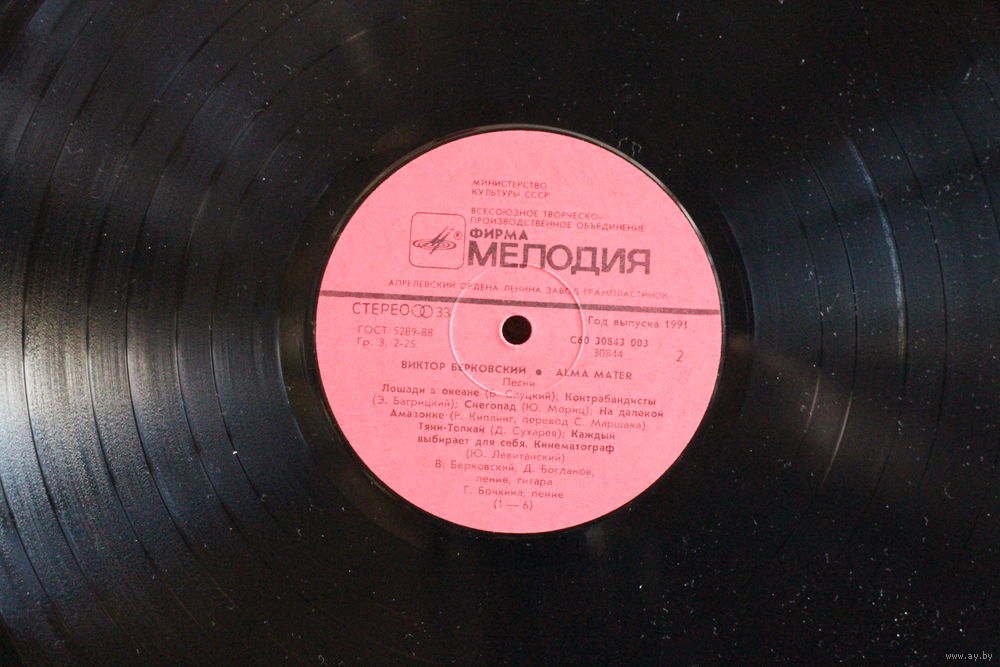 МИНИСТЕРСТВО
КУЛЬТУРЫ СССР
ВСЕСОЮЗНОЕ ТВОРЧЕСКО-
ПРОИЗВОДСТВЕННОЕ ОБЪЕДИНЕНИЕ
ФИРМА
МЕЛОДИЯ
АПРЕЛЕВСКИЙ ОРДЕНА ЛЕНИНА ЗАВОД ГРАМПЛАСТИНОК
СТЕРЕО 33
Год выпуска 1991
ГОСТ 5289-88
Гр. 3. 2-25
С60 30843 003
30844
2
ВИКТОР БЕРКОВСКИЙ ● ALMA MATER
Песни
Лошади в океане (Б. Слуцкий); Контрабандисты
(Э. Багрицкий); Снегопад (Ю. Мориц); На далекой
Амазонке (Р. Киплинг, перевод С. Маршака)
Тяни-Толкай (Д. Сухарев); Каждый
выбирает для себя. Кинематограф
(Ю. Левитанский)
В. Берковский, Д. Богданов,
пение, гитара
Г. Бочкина, пение
(1 — 6)
www.ay.by